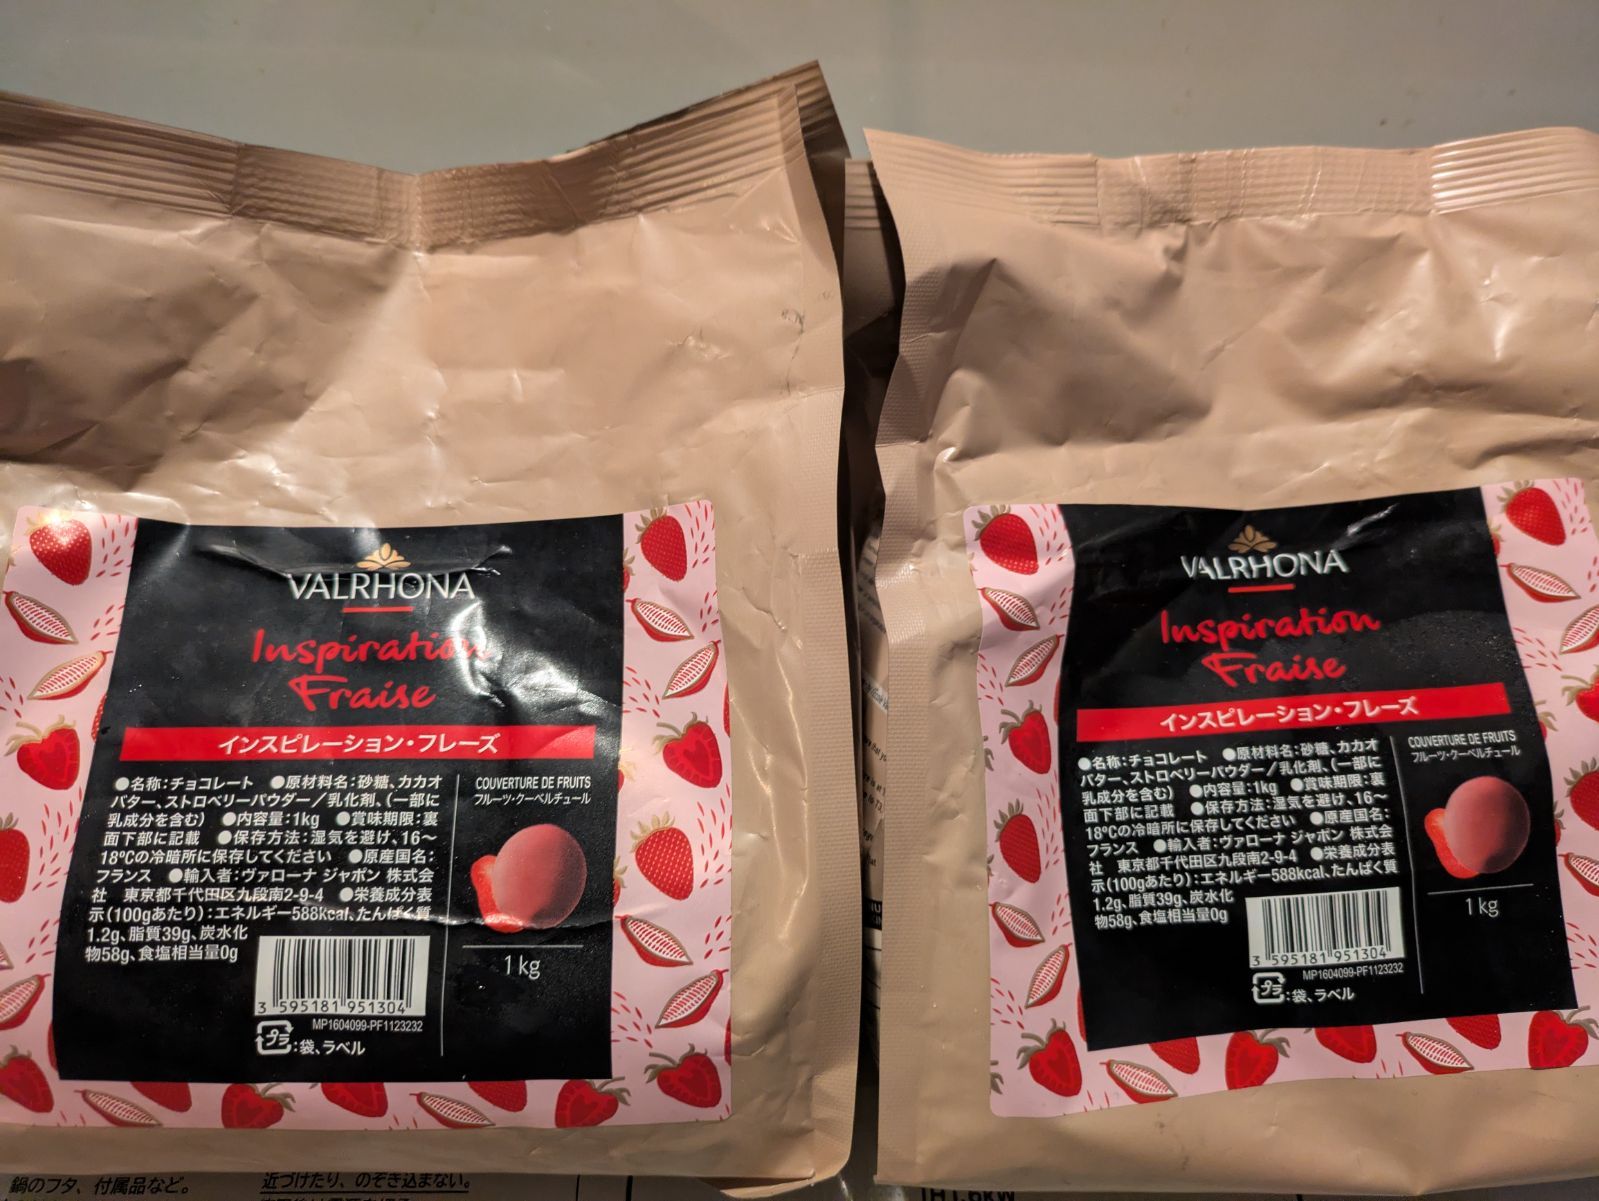 VALRHONA
Inspiration
Fraise
インスピレーション・フレーズ
●名称：チョコレート ●原材料名：砂糖、カカオ
バター、ストロベリーパウダー／乳化剤、（一部に
乳成分を含む） ●内容量：1kg ●賞味期限：裏
面下部に記載 ●保存方法：湿気を避け、16～
18℃の冷暗所に保存してください ●原産国名：
フランス ●輸入者：ヴァローナ ジャポン 株式会
社 東京都千代田区九段南2-9-4 ●栄養成分表
示（100gあたり）：エネルギー588kcal、たんぱく質
1.2g、脂質39g、炭水化
物58g、食塩相当量0g
COUVERTURE DE FRUITS
フルーツ・クーベルチュール
1 kg
3 595181 951304
MP1604099-PF1123232
プラ：袋、ラベル
VALRHONA
Inspiration
Fraise
インスピレーション・フレーズ
●名称：チョコレート ●原材料名：砂糖、カカオ
バター、ストロベリーパウダー／乳化剤、（一部に
乳成分を含む） ●内容量：1kg ●賞味期限：裏
面下部に記載 ●保存方法：湿気を避け、16～
18℃の冷暗所に保存してください ●原産国名：
フランス ●輸入者：ヴァローナ ジャポン 株式会
社 東京都千代田区九段南2-9-4 ●栄養成分表
示（100gあたり）：エネルギー588kcal、たんぱく質
1.2g、脂質39g、炭水化
物58g、食塩相当量0g
COUVERTURE DE FRUITS
フルーツ・クーベルチュール
1 kg
3 595181 951304
MP1604099-PF1123232
プラ：袋、ラベル
鍋のフタ、付属品など。
近づけたり、のぞき込まない。